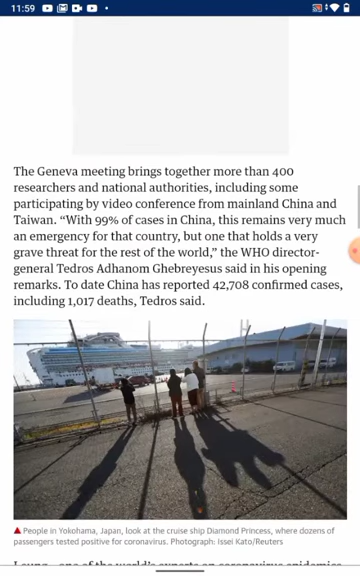 11:59
The Geneva meeting brings together more than 400
researchers and national authorities, including some
participating by video conference from mainland China and
Taiwan. “With 99% of cases in China, this remains very much
an emergency for that country, but one that holds a very
grave threat for the rest of the world,” the WHO director-
general Tedros Adhanom Ghebreyesus said in his opening
remarks. To date China has reported 42,708 confirmed cases,
including 1,017 deaths, Tedros said.
▲ People in Yokohama, Japan, look at the cruise ship Diamond Princess, where dozens of
passengers tested positive for coronavirus. Photograph: Issei Kato/Reuters